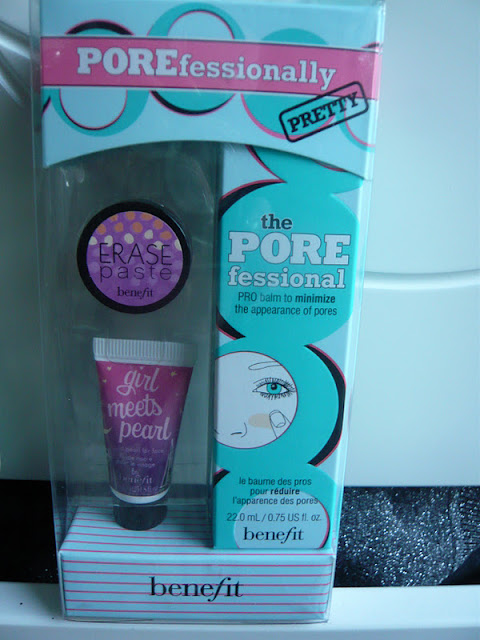 POREfessionally
PRETTY
ERASE
paste
benefit
girl
meets
pearl
benefit
the
PORE
fessional
PRO balm to minimize
the appearance of pores
le baume des pros
pour réduire
l'apparence des pores
22.0 mL / 0.75 US fl. oz.
benefit
benefit